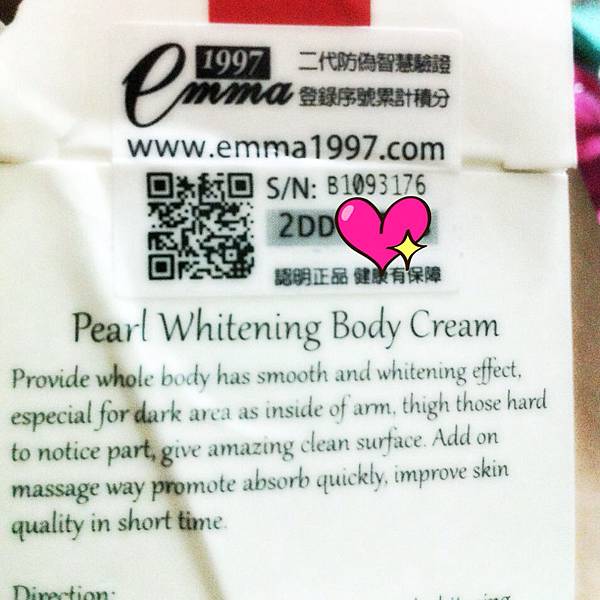 1997
emma
二代防偽智慧驗證
登錄序號累計積分
www.emma1997.com
S/N: B1093176
2DD
認明正品 健康有保障
Pearl Whitening Body Cream
Provide whole body has smooth and whitening effect,
especial for dark area as inside of arm, thigh those hard
to notice part, give amazing clean surface. Add on
massage way promote absorb quickly, improve skin
quality in short time.
Direction:
whitening